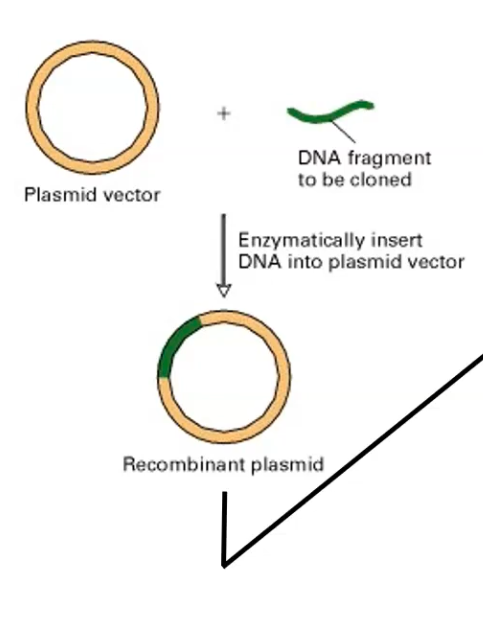 +
DNA fragment
to be cloned
Plasmid vector
Enzymatically insert
DNA into plasmid vector
Recombinant plasmid